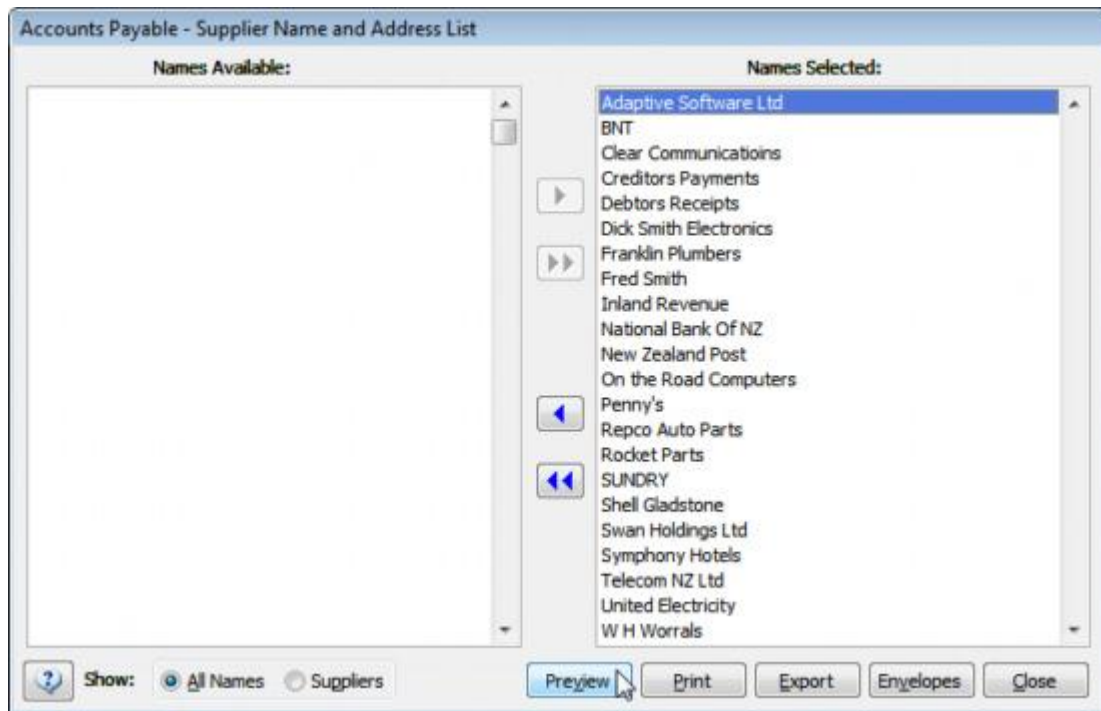 Accounts Payable - Supplier Name and Address List
Names Available:
Names Selected:
Adaptive Software Ltd
BNT
Clear Communicatioins
Creditors Payments
Debtors Receipts
Dick Smith Electronics
Franklin Plumbers
Fred Smith
Inland Revenue
National Bank Of NZ
New Zealand Post
On the Road Computers
Penny's
Repco Auto Parts
Rocket Parts
SUNDRY
Shell Gladstone
Swan Holdings Ltd
Symphony Hotels
Telecom NZ Ltd
United Electricity
W H Worrals
? Show: All Names Suppliers Preview Print Export Envelopes Close